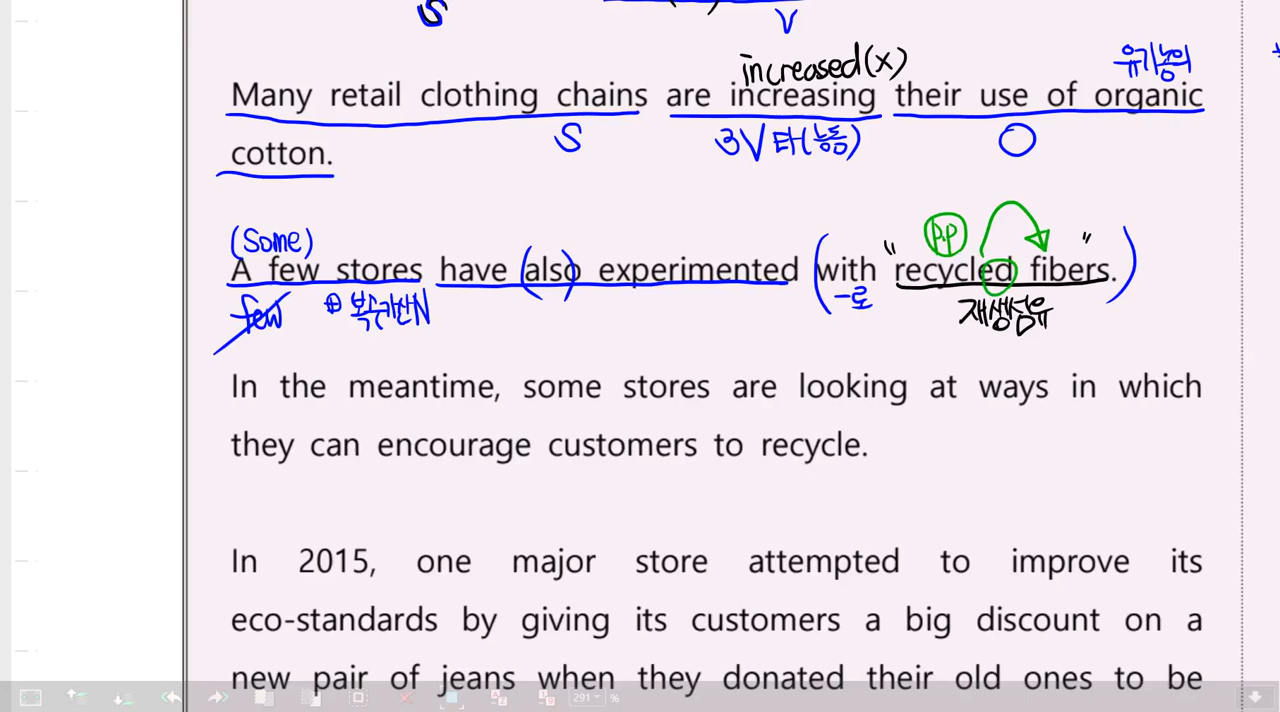 S
V
increased(x)
유기농의
Many retail clothing chains are increasing their use of organic
S
3V타(능동)
O
cotton.
(Some)
p.p
" "
A few stores have (also) experimented (with recycled fibers.)
few
⊕ 복수가산N
-로
재생섬유
In the meantime, some stores are looking at ways in which
they can encourage customers to recycle.
In 2015, one major store attempted to improve its
eco-standards by giving its customers a big discount on a
new pair of jeans when they donated their old ones to be
291 %